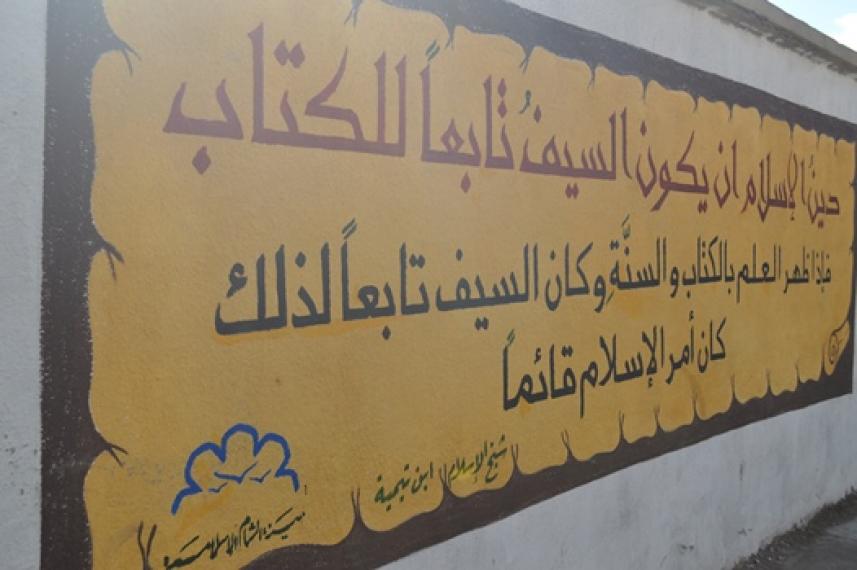 دينُ الإسلام ان يكون السيفُ تابعاً للكتاب
فإذا ظهر العلم بالكتاب والسنَّةِ وكان السيف تابعاً لذلك
كان أمر الإسلام قائماً
شيخ الإسلام ابن تيمية
هيئة الشام الإسلامية